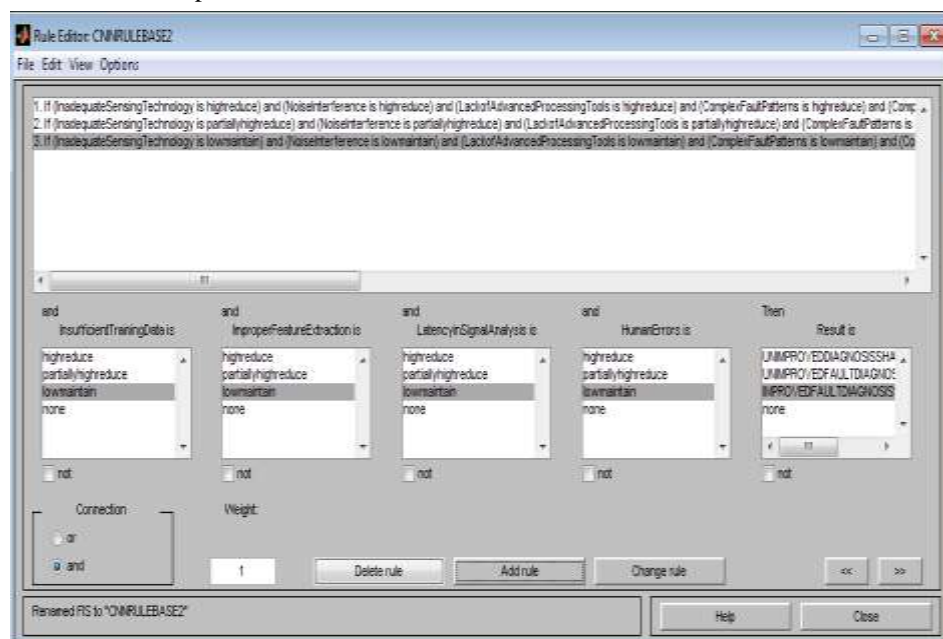 Rule Editor: CNNRULEBASE2
File Edit View Options
1. If (InadequateSensingTechnology is highreduce) and (NoiseInterference is highreduce) and (LackofAdvancedProcessingTools is highreduce) and (ComplexFaultPatterns is highreduce) and (Comp
2. If (InadequateSensingTechnology is partiallyhighreduce) and (NoiseInterference is partiallyhighreduce) and (LackofAdvancedProcessingTools is partiallyhighreduce) and (ComplexFaultPatterns is
3. If (InadequateSensingTechnology is lowmaintain) and (NoiseInterference is lowmaintain) and (LackofAdvancedProcessingTools is lowmaintain) and (ComplexFaultPatterns is lowmaintain) and (Co
and and and and Then
InsufficientTrainingData is ImproperFeatureExtraction is LatencyinSignalAnalysis is HumanErrors is Result is
highreduce highreduce highreduce highreduce UNIMPROVEDDIAGNOSISSHA
partiallyhighreduce partiallyhighreduce partiallyhighreduce partiallyhighreduce UNIMPROVEDFAULTDIAGNOS
lowmaintain lowmaintain lowmaintain lowmaintain IMPROVEDFAULTDIAGNOSIS
none none none none none
not not not not not
Connection Weight:
or
and 1 Delete rule Add rule Change rule << >>
Renamed FIS to "CNNRULEBASE2" Help Close